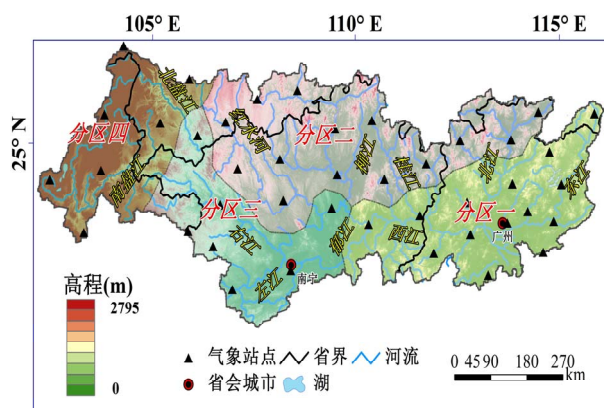 105° E
110° E
115° E
25° N
北盘江
红水河
分区四
分区二
柳江
桂江
北江
东江
南盘江
分区三
分区一
右江
郁江
西江
广州
左江
南宁
高程(m)
2795
0
气象站点
省界
河流
省会城市
湖
0 45 90 180 270
km